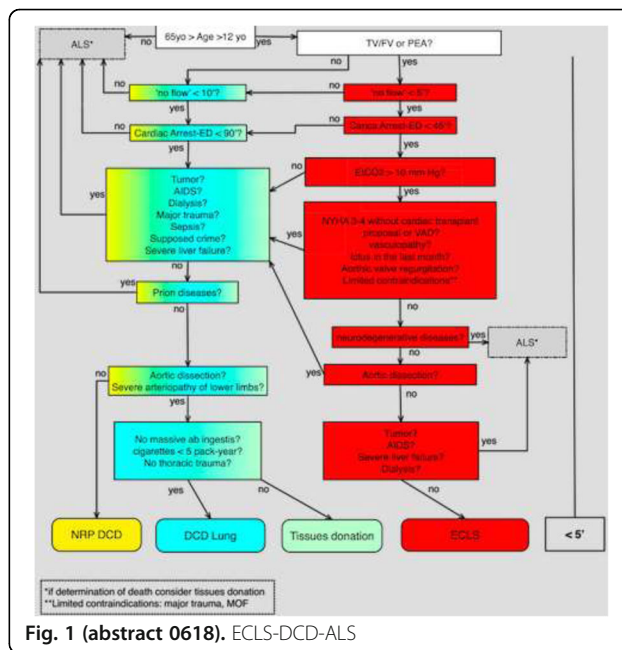 65yo > Age >12 yo
ALS*
no
yes
TV/FV or PEA?
no
yes
no
'no flow' < 10'?
no
'no flow' < 5'?
yes
yes
no
Cardiac Arrest-ED < 90'?
no
yes
yes
Tumor?
AIDS?
Dialysis?
Major trauma?
Sepsis?
Supposed crime?
Severe liver failure?
yes
no
EtCO2 > 10 mm Hg?
yes
NYHA 3-4 without cardiac transplant
proposal or VAD?
vasculopathy?
ictus in the last month?
Aortic valve regurgitation?
Limited contraindications**
yes
no
no
yes
Prion diseases?
no
neurodegenerative diseases?
yes
ALS*
no
no
Aortic dissection?
Severe arteriopathy of lower limbs?
yes
yes
Aortic dissection?
no
No massive ab ingestis?
cigarettes < 5 pack-year?
No thoracic trauma?
yes
no
Tumor?
AIDS?
Severe liver failure?
Dialysis?
yes
no
NRP DCD
DCD Lung
Tissues donation
ECLS
< 5'
*if determination of death consider tissues donation
**Limited contraindications: major trauma, MOF
Fig. 1 (abstract 0618). ECLS-DCD-ALS